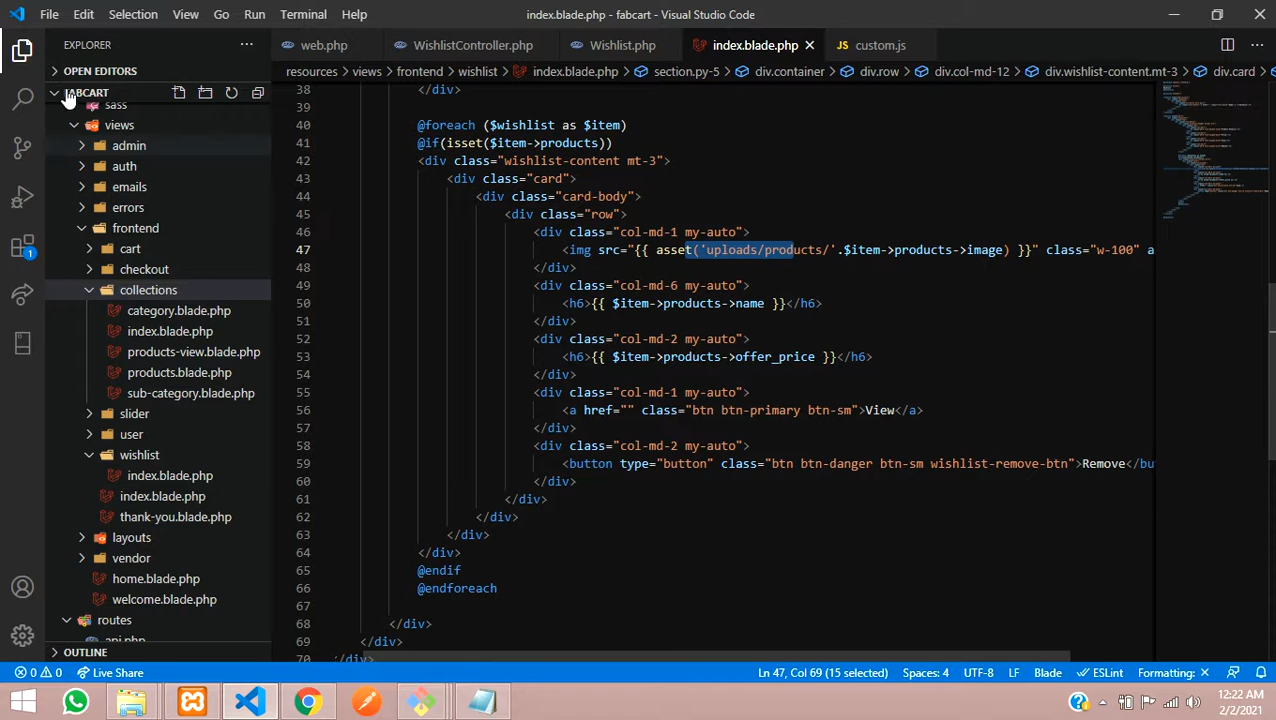 File Edit Selection View Go Run Terminal Help
index.blade.php - fabcart - Visual Studio Code
EXPLORER
web.php WishlistController.php Wishlist.php index.blade.php custom.js
OPEN EDITORS
resources > views > frontend > wishlist > index.blade.php > section.py-5 > div.container > div.row > div.col-md-12 > div.wishlist-content.mt-3 > div.card
FABCART
sass
views
admin
auth
emails
errors
frontend
cart
checkout
collections
category.blade.php
index.blade.php
products-view.blade.php
products.blade.php
sub-category.blade.php
slider
user
wishlist
index.blade.php
index.blade.php
thank-you.blade.php
layouts
vendor
home.blade.php
welcome.blade.php
routes
api.php
OUTLINE
38 </div>
39
40 @foreach ($wishlist as $item)
41 @if (isset($item->products))
42 <div class="wishlist-content mt-3">
43 <div class="card">
44 <div class="card-body">
45 <div class="row">
46 <div class="col-md-1 my-auto">
47 <img src="{{ asset('uploads/products/'.$item->products->image) }}" class="w-100" a
48 </div>
49 <div class="col-md-6 my-auto">
50 <h6>{{ $item->products->name }}</h6>
51 </div>
52 <div class="col-md-2 my-auto">
53 <h6>{{ $item->products->offer_price }}</h6>
54 </div>
55 <div class="col-md-1 my-auto">
56 <a href="" class="btn btn-primary btn-sm">View</a>
57 </div>
58 <div class="col-md-2 my-auto">
59 <button type="button" class="btn btn-danger btn-sm wishlist-remove-btn">Remove</but
60 </div>
61 </div>
62 </div>
63 </div>
64 </div>
65 @endif
66 @endforeach
67
68 </div>
69 </div>
70 </div>
1
0 0 Live Share
Ln 47, Col 69 (15 selected) Spaces: 4 UTF-8 LF Blade ESLint Formatting:
12:22 AM
2/2/2021